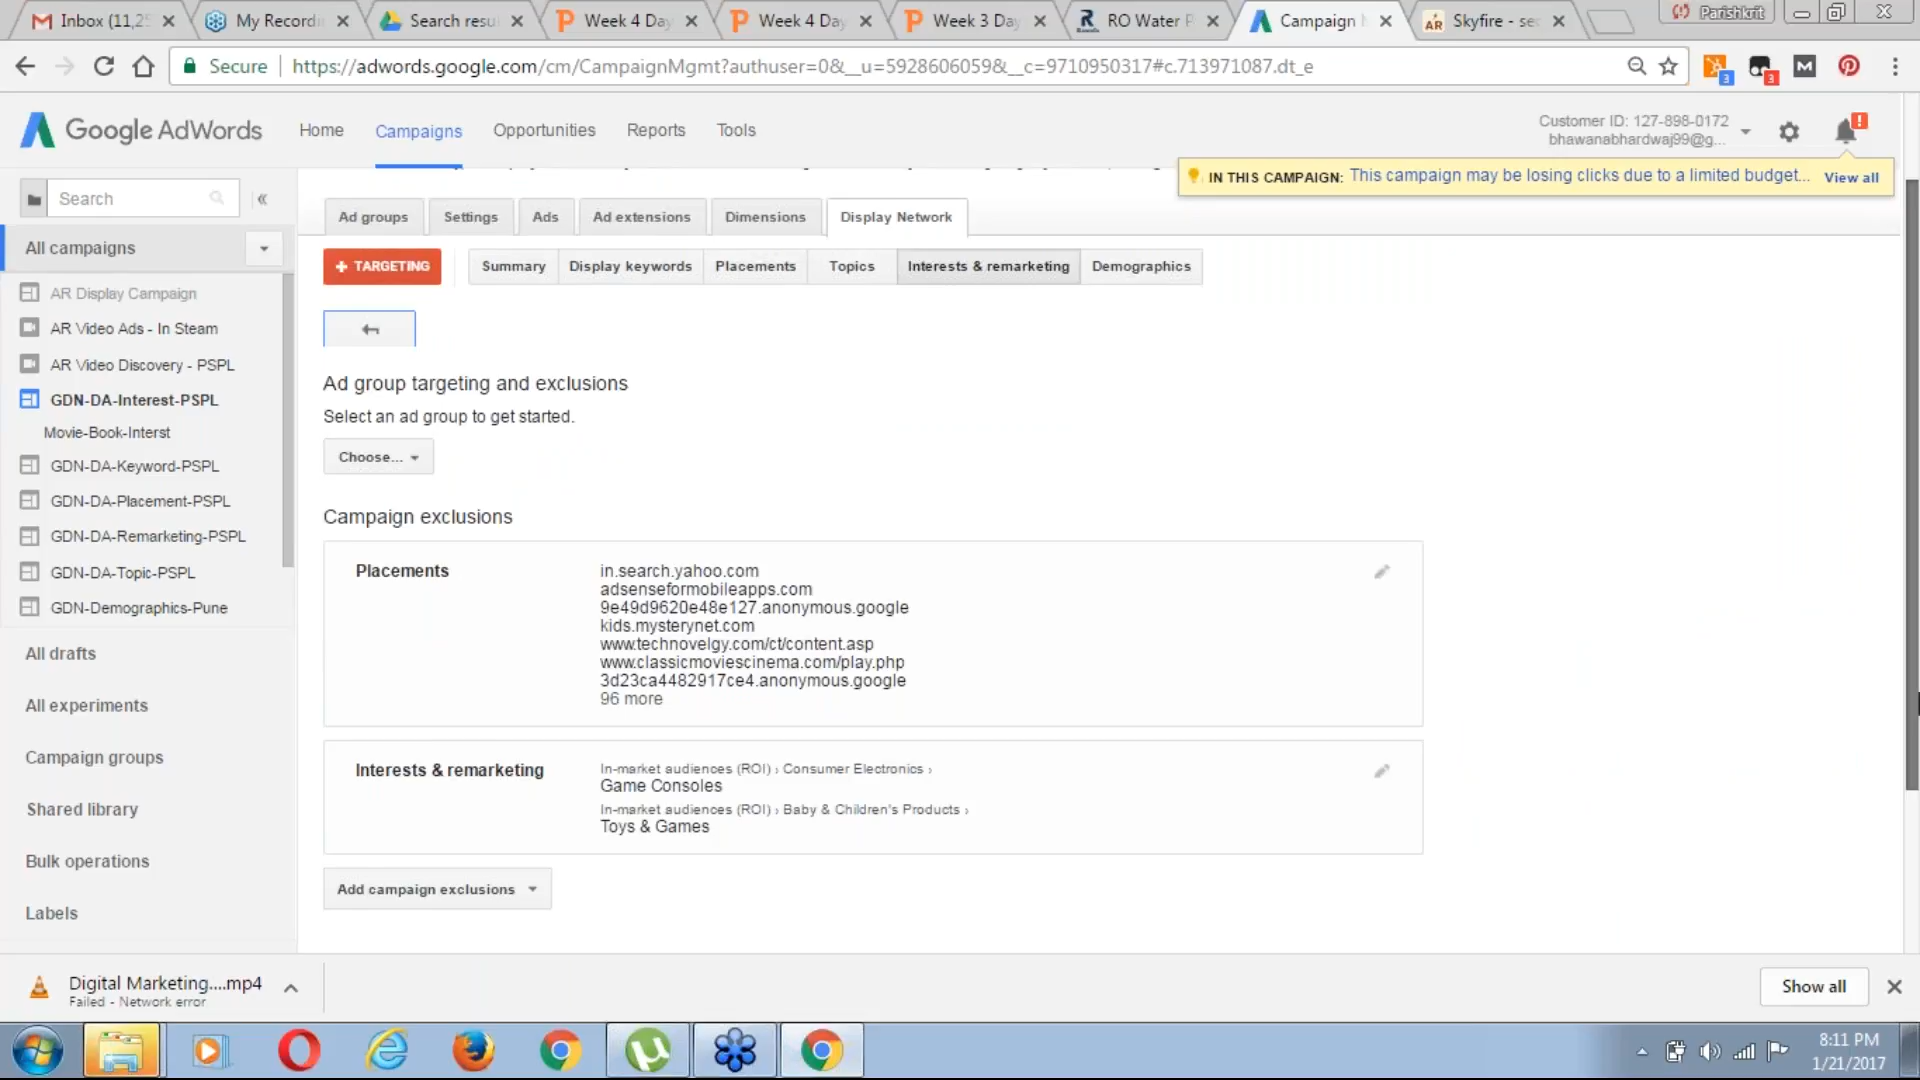 Inbox (11,25
My Recordi
Search resu
Week 4 Day
Week 4 Day
Week 3 Day
RO Water P
Campaign M
Skyfire - sec
Parishkrit
Secure
https://adwords.google.com/cm/CampaignMgmt?authuser=0&__u=5928606059&__c=9710950317#c.713971087.dt_e
3
3
Google AdWords
Home
Campaigns
Opportunities
Reports
Tools
Customer ID: 127-898-0172
bhawanabhardwaj99@g...
IN THIS CAMPAIGN: This campaign may be losing clicks due to a limited budget... View all
Search
All campaigns
AR Display Campaign
AR Video Ads - In Steam
AR Video Discovery - PSPL
GDN-DA-Interest-PSPL
Movie-Book-Interst
GDN-DA-Keyword-PSPL
GDN-DA-Placement-PSPL
GDN-DA-Remarketing-PSPL
GDN-DA-Topic-PSPL
GDN-Demographics-Pune
All drafts
All experiments
Campaign groups
Shared library
Bulk operations
Labels
Ad groups
Settings
Ads
Ad extensions
Dimensions
Display Network
+ TARGETING
Summary
Display keywords
Placements
Topics
Interests & remarketing
Demographics
Ad group targeting and exclusions
Select an ad group to get started.
Choose...
Campaign exclusions
Placements
in.search.yahoo.com
adsenseformobileapps.com
9e49d9620e48e127.anonymous.google
kids.mysterynet.com
www.technovelgy.com/ct/content.asp
www.classicmoviescinema.com/play.php
3d23ca4482917ce4.anonymous.google
96 more
Interests & remarketing
In-market audiences (ROI) › Consumer Electronics ›
Game Consoles
In-market audiences (ROI) › Baby & Children's Products ›
Toys & Games
Add campaign exclusions
Digital Marketing....mp4
Failed - Network error
Show all
8:11 PM
1/21/2017